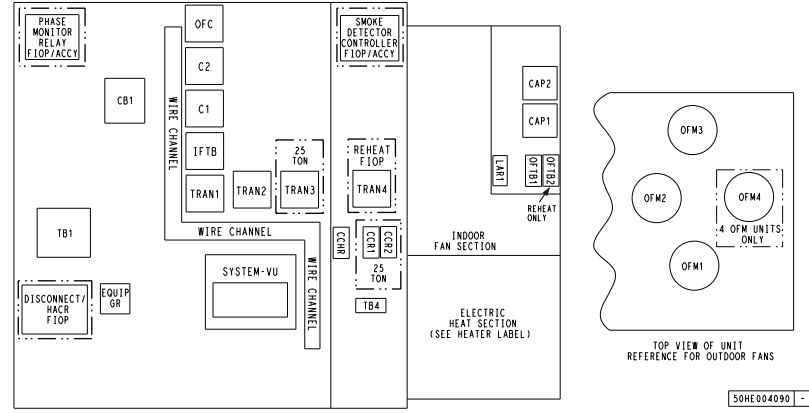 PHASE
MONITOR
RELAY
FIOP/ACCY
OFC
C2
C1
IFTB
TRAN1
TRAN2
25
TON
TRAN3
CB1
WIRE CHANNEL
WIRE CHANNEL
WIRE CHANNEL
TB1
DISCONNECT/
HACR
FIOP
EQUIP
GR
SYSTEM-VU
SMOKE
DETECTOR
CONTROLLER
FIOP/ACCY
REHEAT
FIOP
TRAN4
CCHR
CCR1
CCR2
25
TON
TB4
CAP2
CAP1
LAR1
OFTB1
OFTB2
REHEAT
ONLY
INDOOR
FAN SECTION
ELECTRIC
HEAT SECTION
(SEE HEATER LABEL)
OFM3
OFM2
OFM4
4 OFM UNITS
ONLY
OFM1
TOP VIEW OF UNIT
REFERENCE FOR OUTDOOR FANS
50HE004090 -